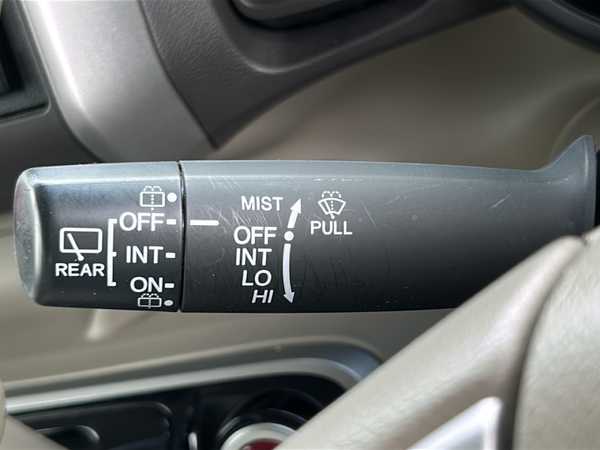 OFF
REAR
INT
ON
MIST
OFF
INT
LO
HI
PULL